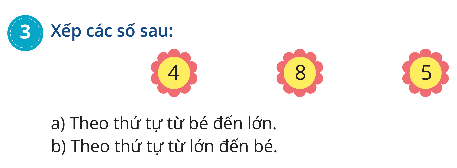 3 Xếp các số sau:
4 8 5
a) Theo thứ tự từ bé đến lớn.
b) Theo thứ tự từ lớn đến bé.